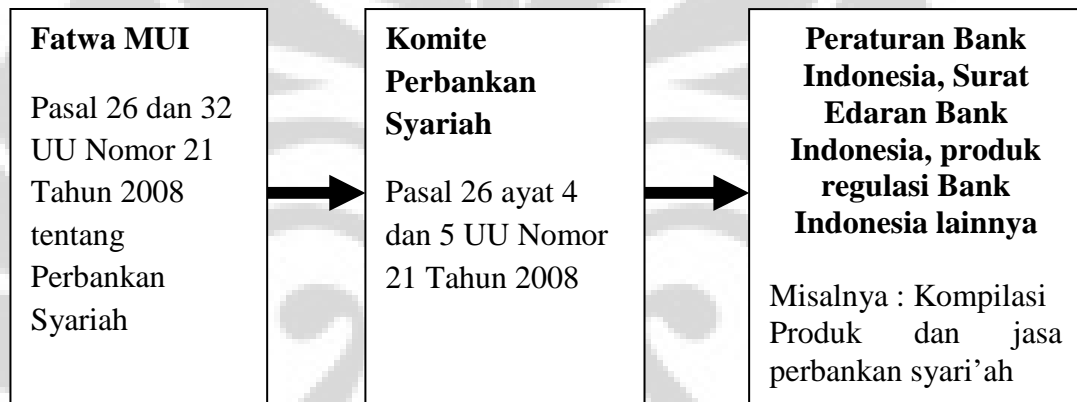 Fatwa MUI
Pasal 26 dan 32
UU Nomor 21
Tahun 2008
tentang
Perbankan
Syariah
Komite
Perbankan
Syariah
Pasal 26 ayat 4
dan 5 UU Nomor
21 Tahun 2008
Peraturan Bank
Indonesia, Surat
Edaran Bank
Indonesia, produk
regulasi Bank
Indonesia lainnya
Misalnya : Kompilasi
Produk dan jasa
perbankan syari’ah